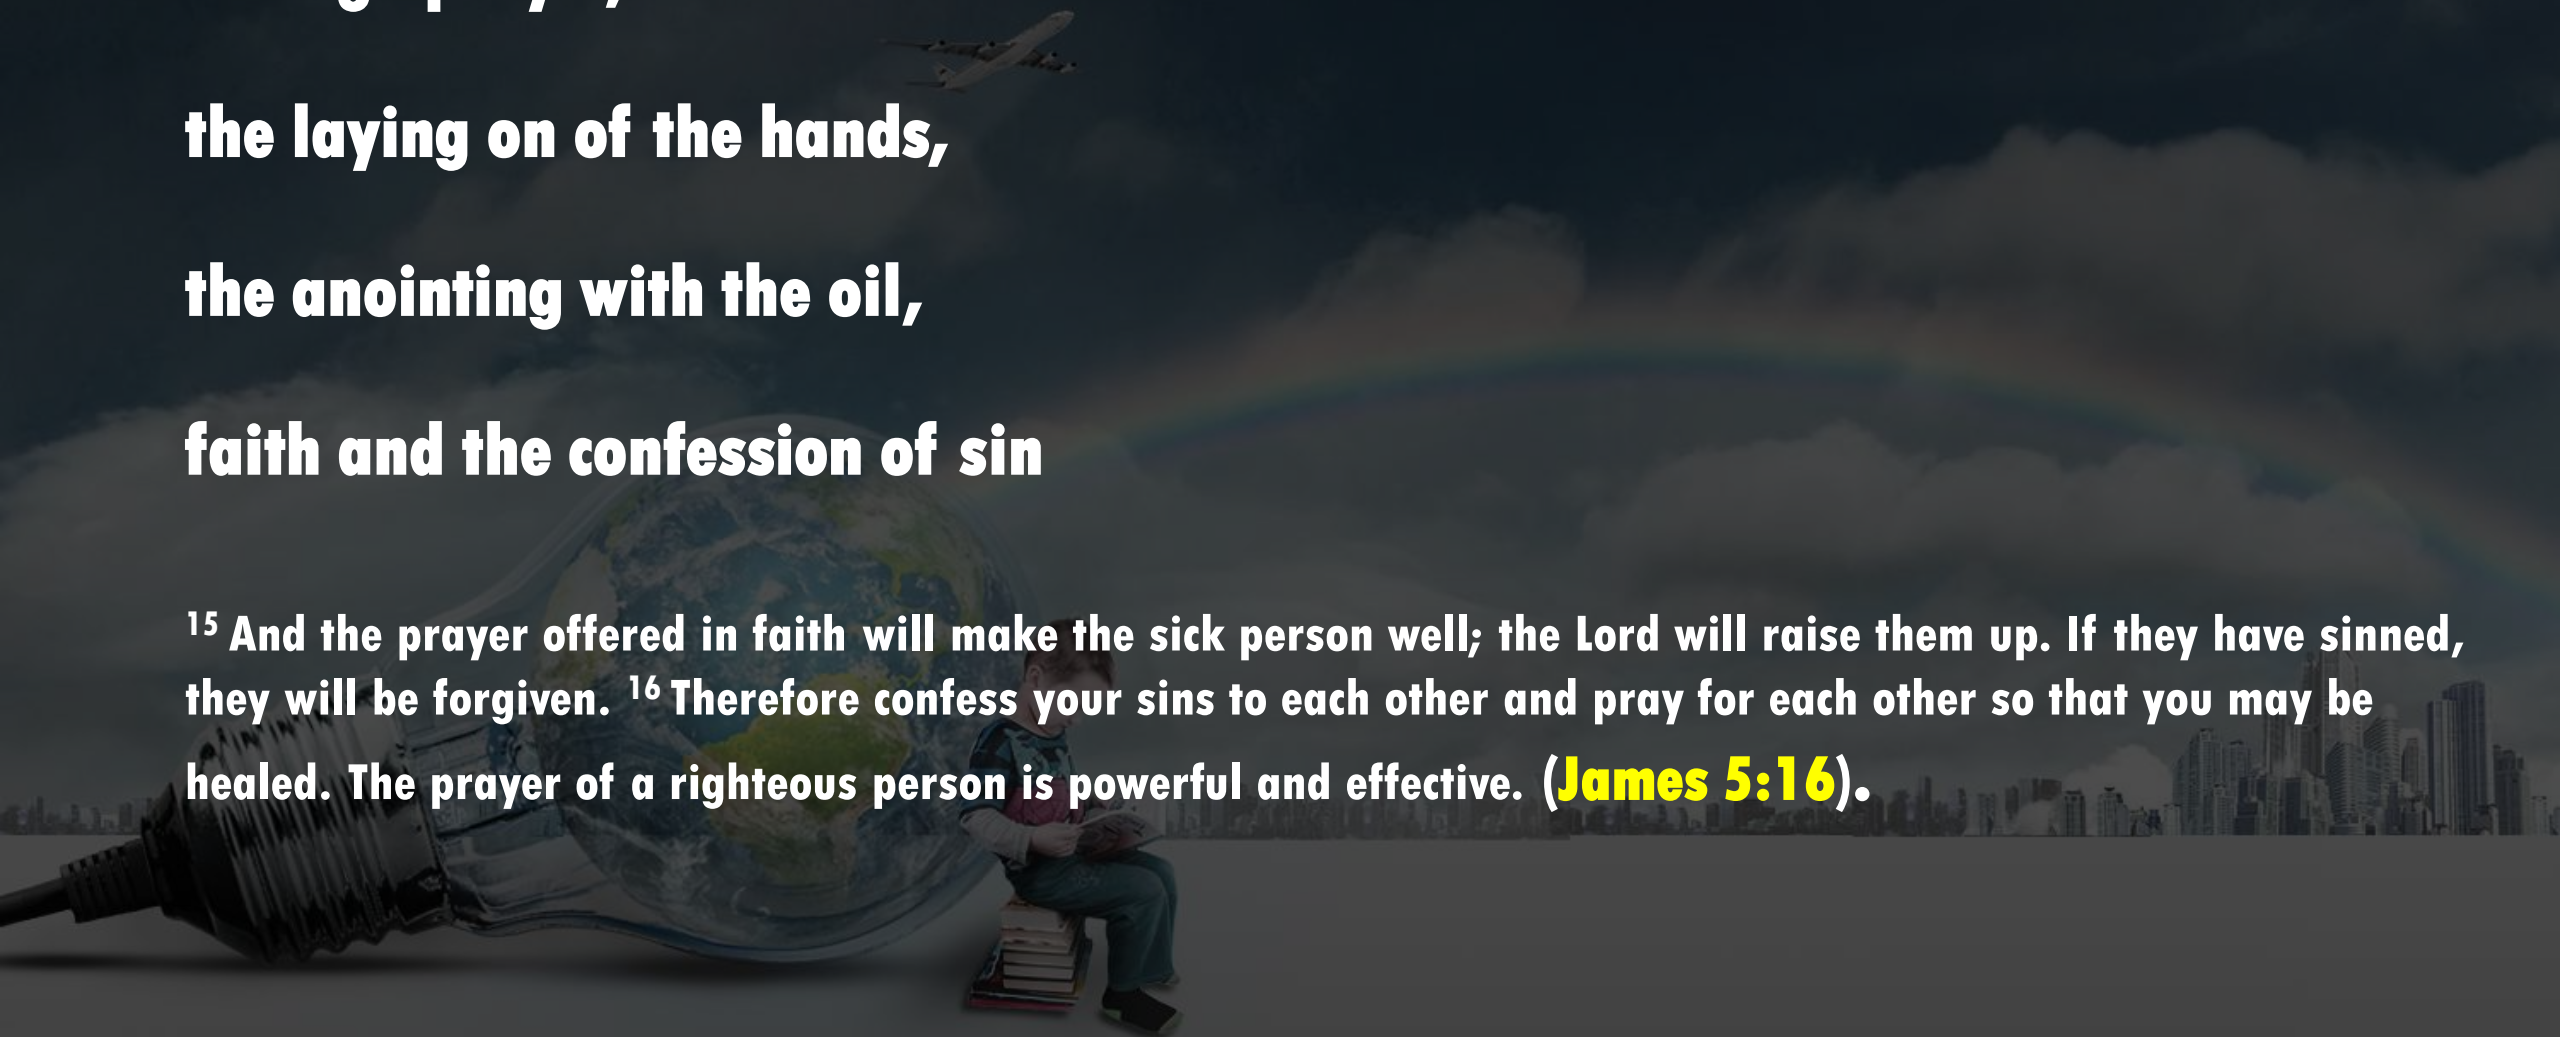 the laying on of the hands,
the anointing with the oil,
faith and the confession of sin
15 And the prayer offered in faith will make the sick person well; the Lord will raise them up. If they have sinned,
they will be forgiven. 16 Therefore confess your sins to each other and pray for each other so that you may be
healed. The prayer of a righteous person is powerful and effective. (James 5:16).